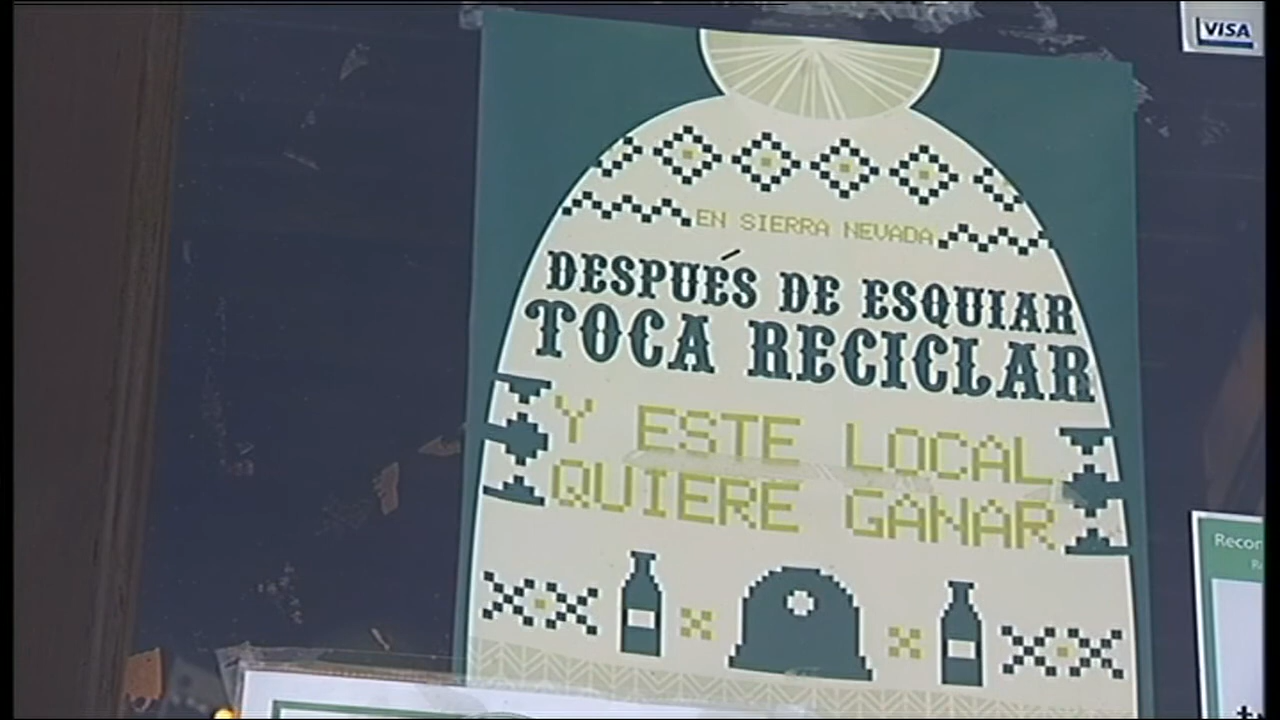 VISA
EN SIERRA NEVADA
DESPUÉS DE ESQUIAR
TOCA RECICLAR
Y ESTE LOCAL
QUIERE GANAR